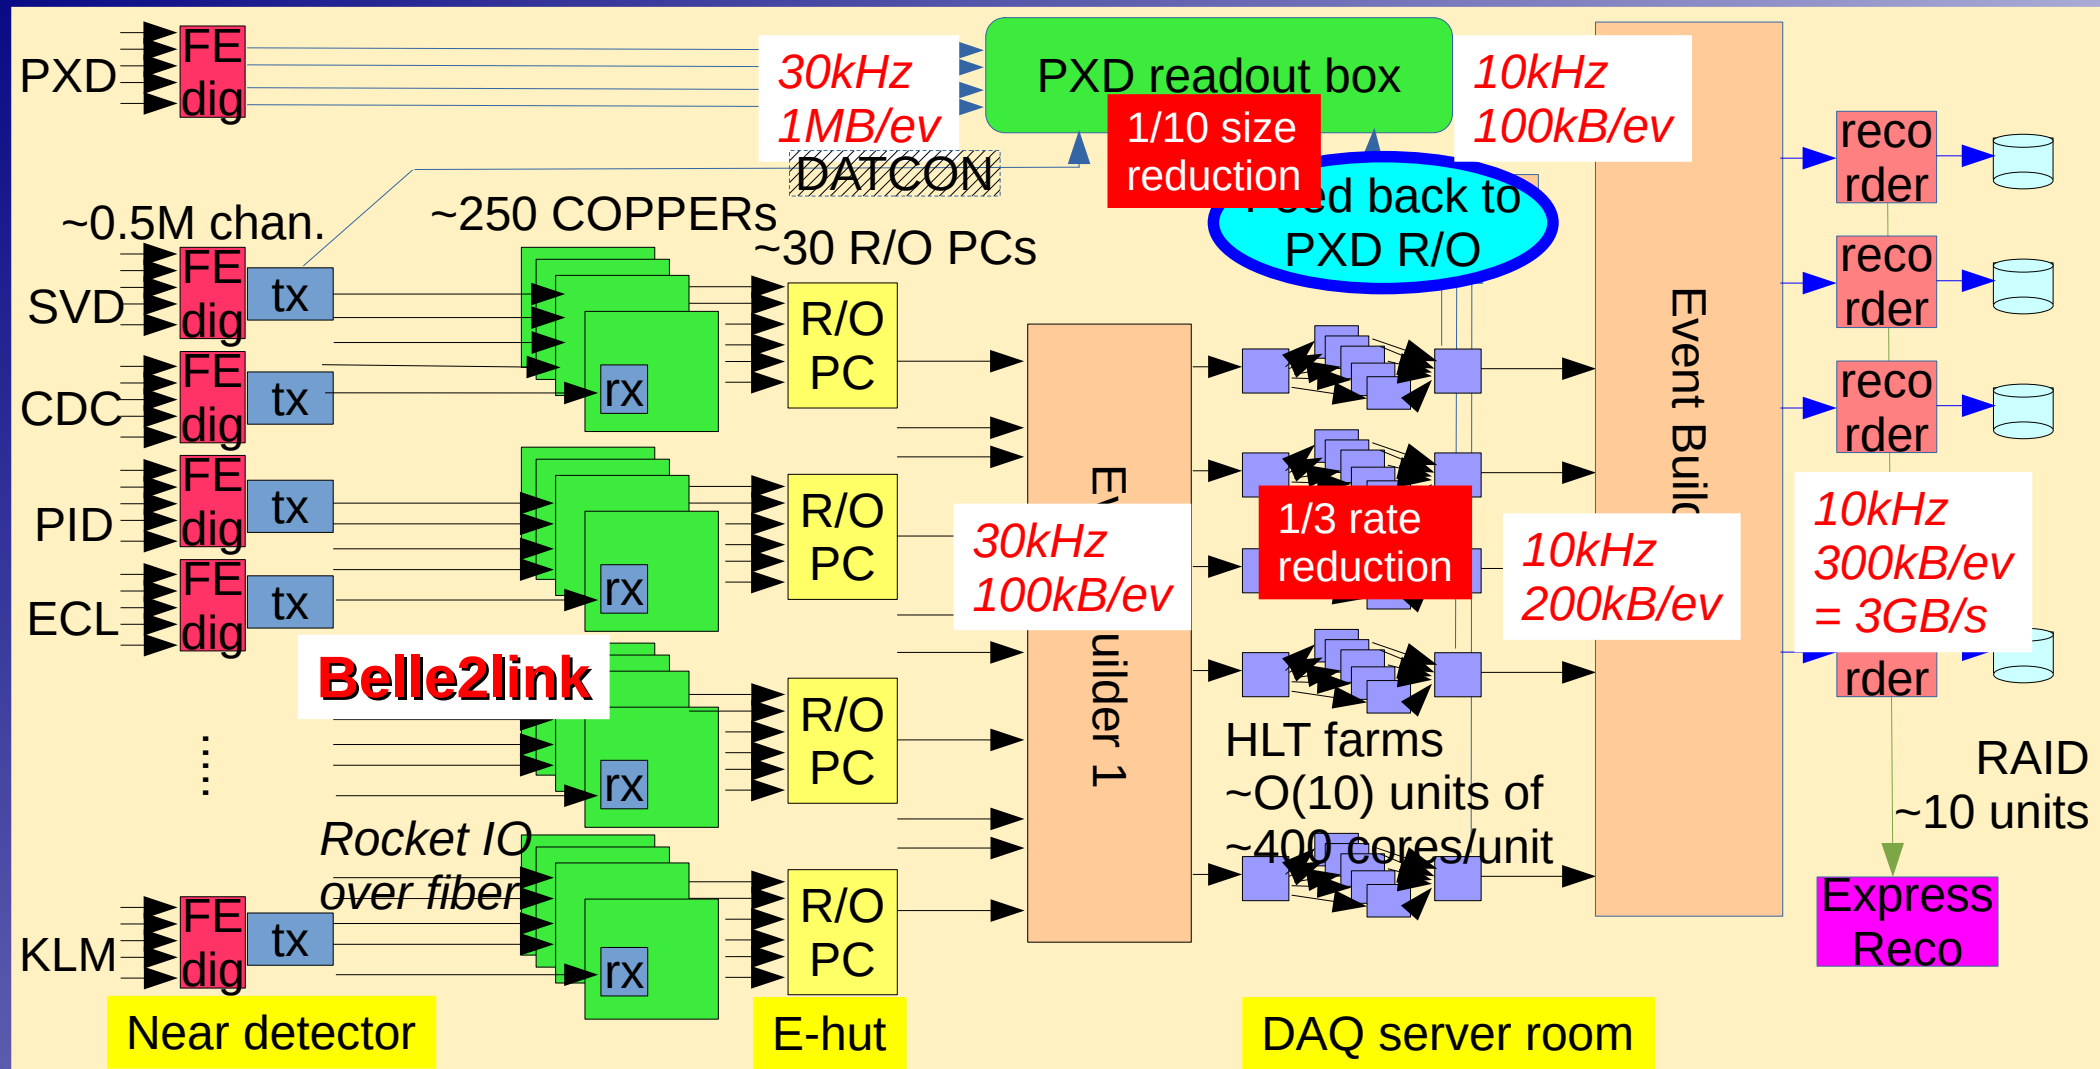 PXD
FE
dig
30kHz
1MB/ev
PXD readout box
1/10 size
reduction
10kHz
100kB/ev
DATCON
back to
PXD R/O
~0.5M chan.
~250 COPPERs
~30 R/O PCs
SVD
FE
dig
tx
CDC
FE
dig
tx
PID
FE
dig
tx
ECL
FE
dig
tx
....
KLM
FE
dig
tx
Belle2link
Rocket IO
over fiber
rx
rx
rx
rx
R/O
PC
R/O
PC
R/O
PC
R/O
PC
30kHz
100kB/ev
1
1/3 rate
reduction
HLT farms
~O(10) units of
~400 cores/unit
10kHz
200kB/ev
Event
reco
rder
reco
rder
reco
rder
10kHz
300kB/ev
= 3GB/s
rder
RAID
~10 units
Express
Reco
Near detector
E-hut
DAQ server room